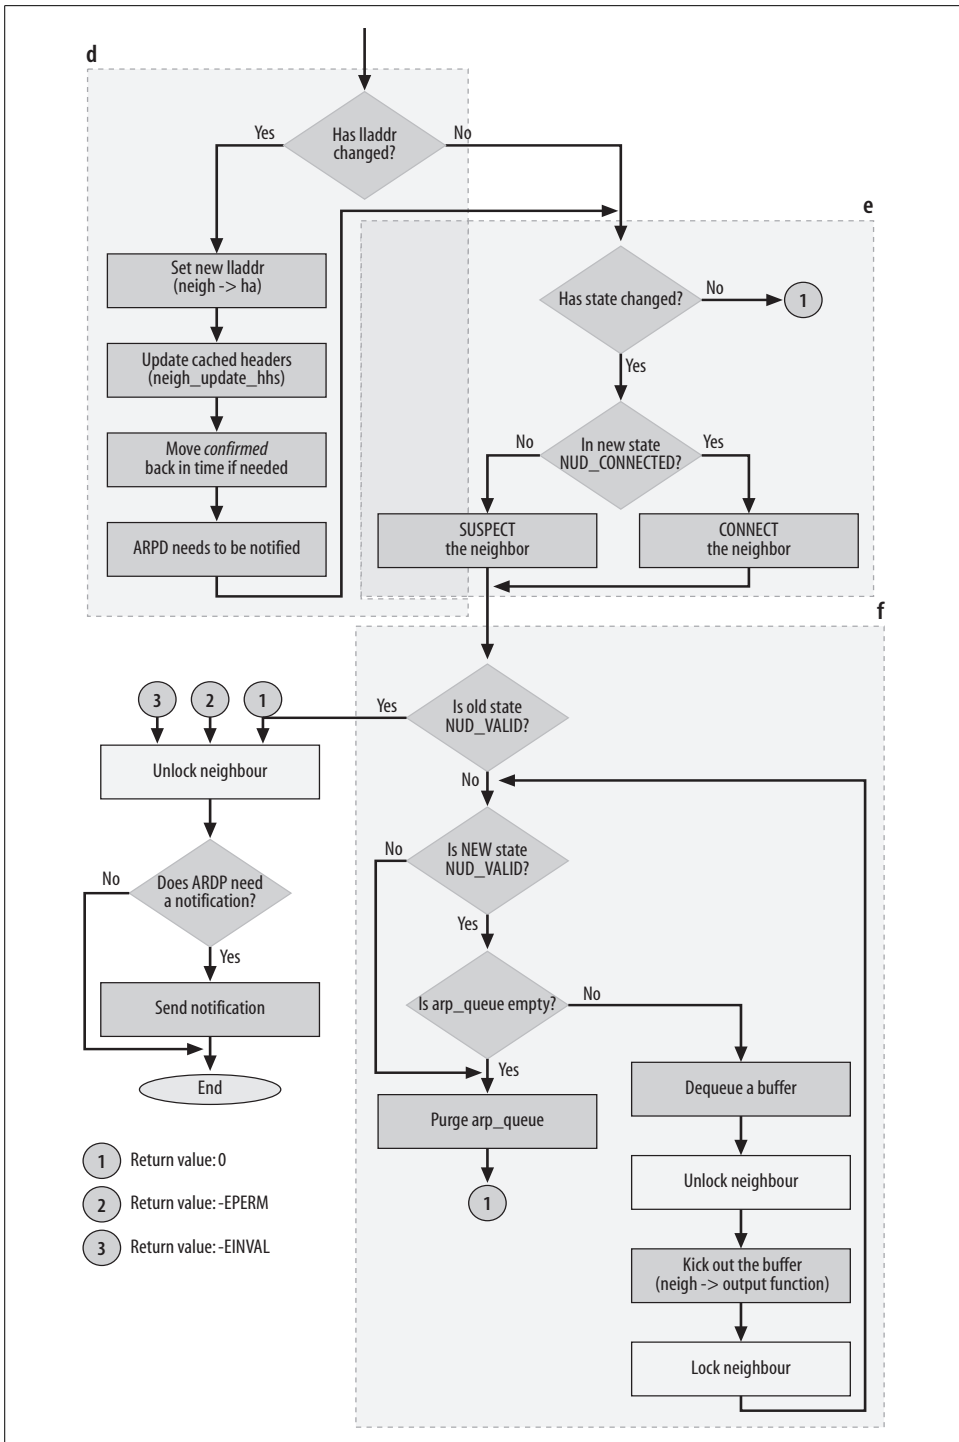 d
Has lladdr
changed?
Yes
No
e
Set new lladdr
(neigh -> ha)
Update cached headers
(neigh_update_hhs)
Move confirmed
back in time if needed
ARPD needs to be notified
Has state changed?
No
1
Yes
In new state
NUD_CONNECTED?
No
Yes
SUSPECT
the neighbor
CONNECT
the neighbor
f
Is old state
NUD_VALID?
Yes
No
3
2
1
Unlock neighbour
Does ARDP need
a notification?
No
Yes
Send notification
End
Is NEW state
NUD_VALID?
No
Yes
Is arp_queue empty?
No
Yes
Purge arp_queue
1
Dequeue a buffer
Unlock neighbour
Kick out the buffer
(neigh -> output function)
Lock neighbour
1 Return value: 0
2 Return value: -EPERM
3 Return value: -EINVAL